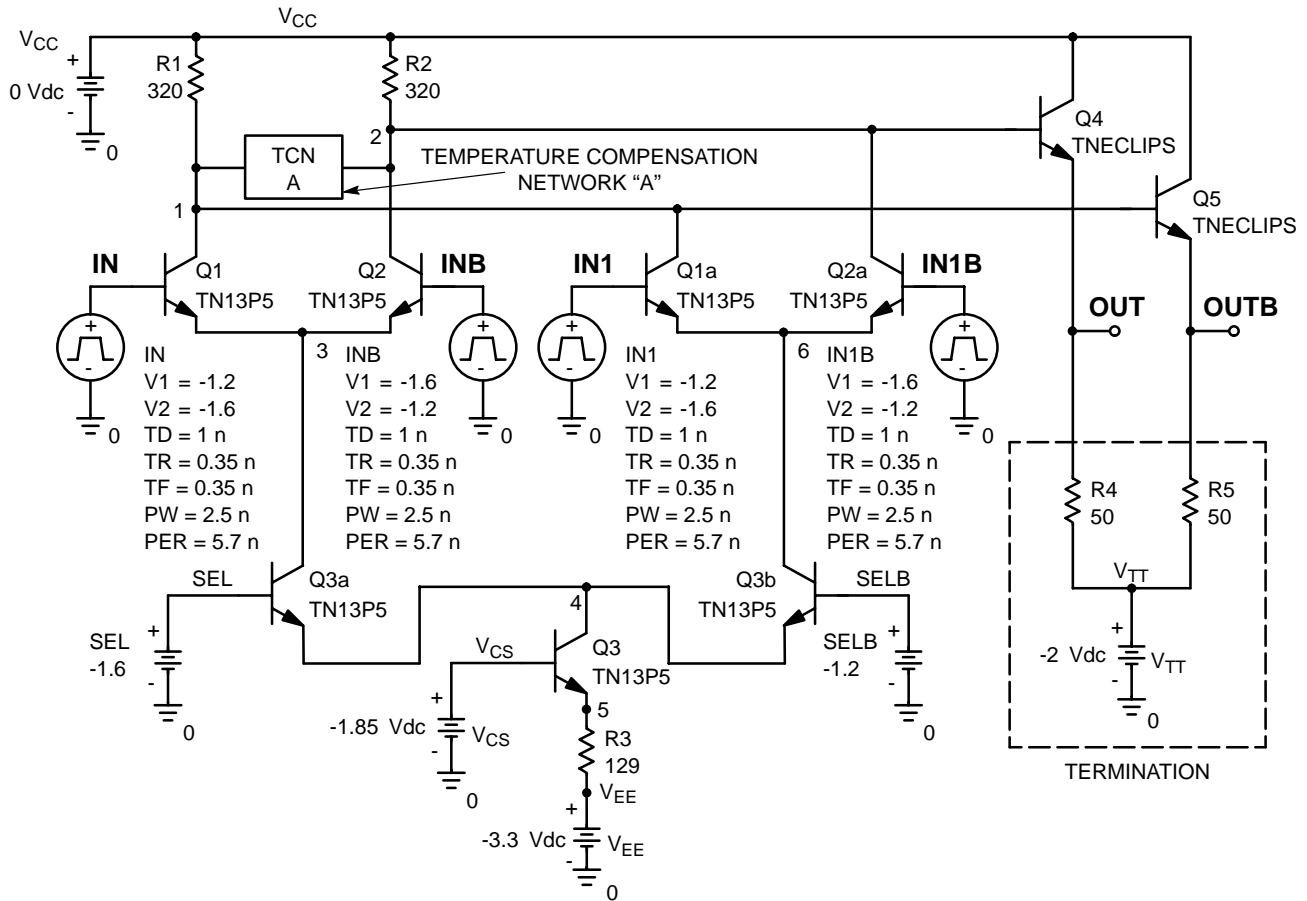 VCC
VCC
+
0 Vdc
-
0
R1
320
R2
320
2
TCN
A
TEMPERATURE COMPENSATION
NETWORK “A”
1
Q4
TNECLIPS
Q5
TNECLIPS
IN
Q1
TN13P5
Q2
TN13P5
INB
IN1
Q1a
TN13P5
Q2a
TN13P5
IN1B
OUT
OUTB
+
-
0
3
+
-
0
+
-
0
6
+
-
0
IN
V1 = -1.2
V2 = -1.6
TD = 1 n
TR = 0.35 n
TF = 0.35 n
PW = 2.5 n
PER = 5.7 n
INB
V1 = -1.6
V2 = -1.2
TD = 1 n
TR = 0.35 n
TF = 0.35 n
PW = 2.5 n
PER = 5.7 n
IN1
V1 = -1.2
V2 = -1.6
TD = 1 n
TR = 0.35 n
TF = 0.35 n
PW = 2.5 n
PER = 5.7 n
IN1B
V1 = -1.6
V2 = -1.2
TD = 1 n
TR = 0.35 n
TF = 0.35 n
PW = 2.5 n
PER = 5.7 n
R4
50
R5
50
VTT
+
-2 Vdc
VTT
-
0
TERMINATION
SEL
Q3a
TN13P5
Q3b
TN13P5
SELB
SEL
-1.6
+
-
0
4
SELB
-1.2
+
-
0
VCS
Q3
TN13P5
+
-1.85 Vdc
VCS
-
0
5
R3
129
VEE
+
-3.3 Vdc
VEE
-
0